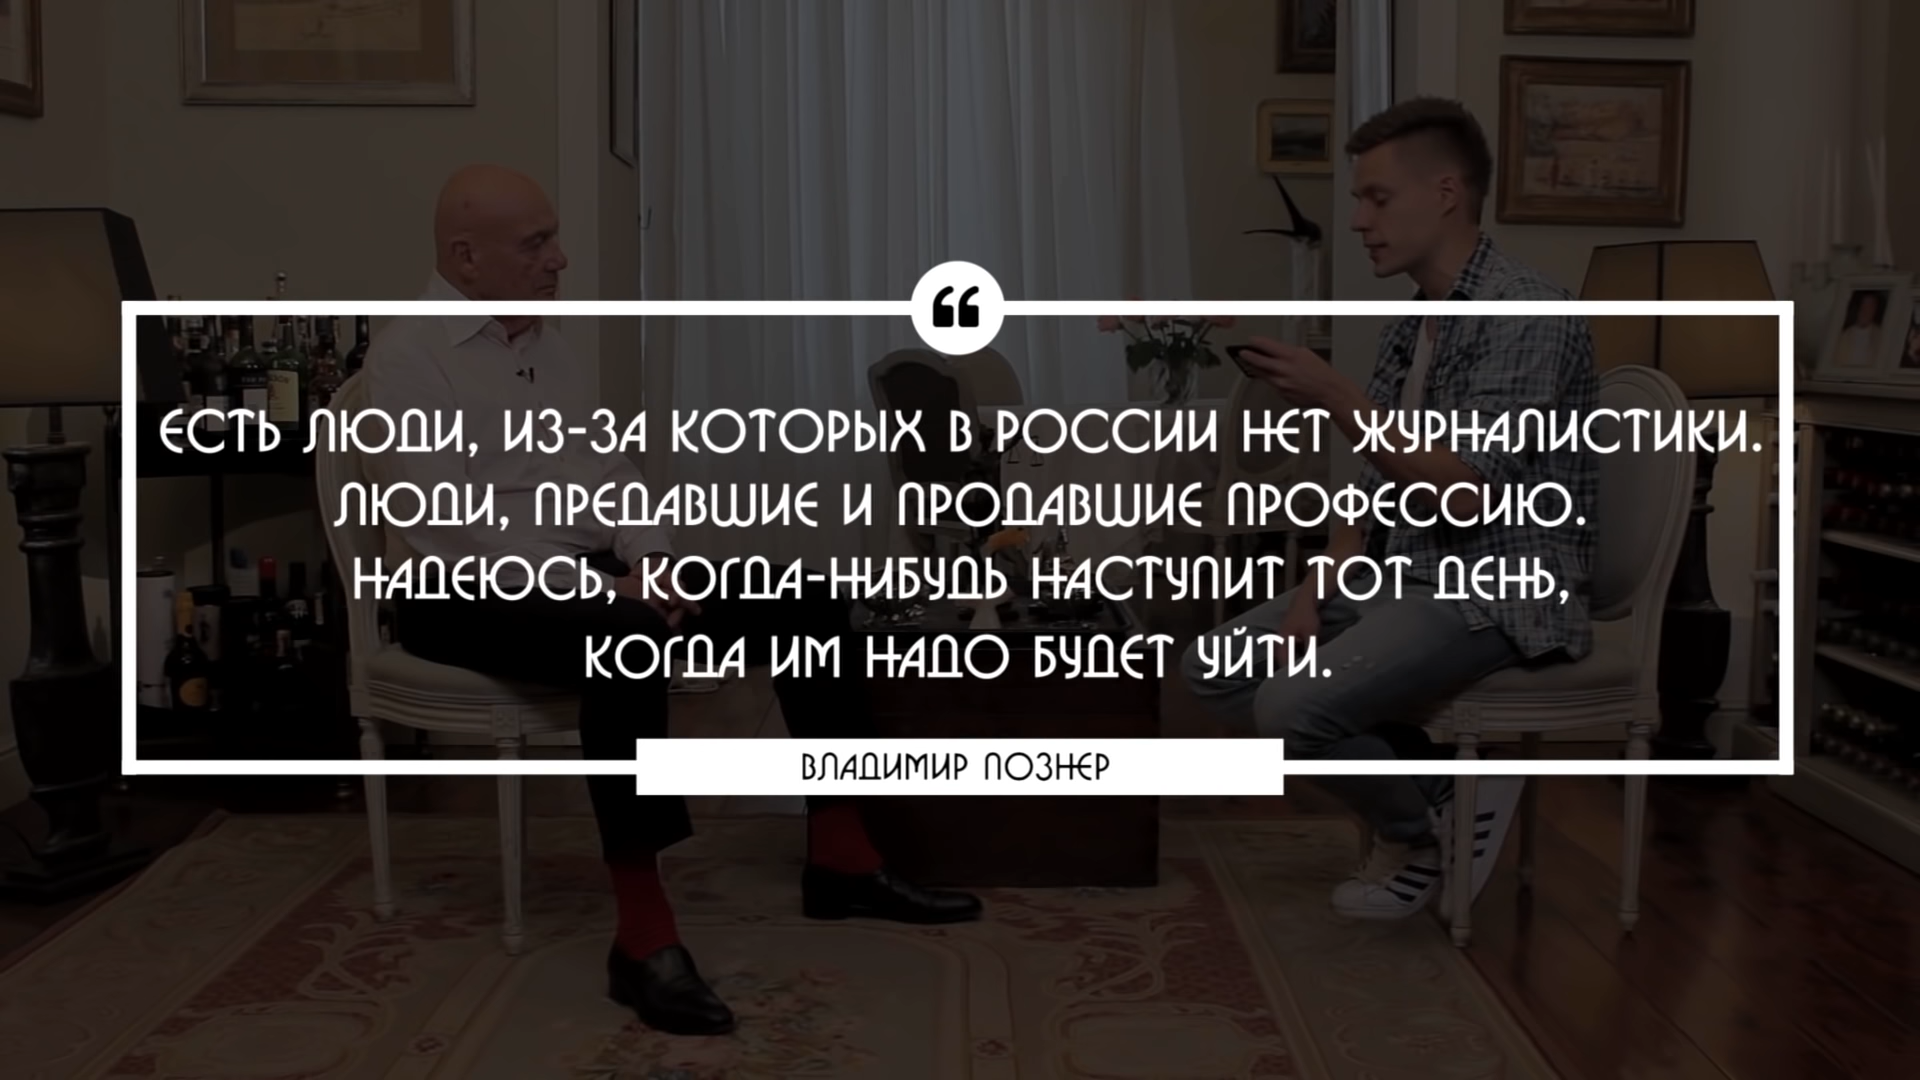 ❝
ЕСТЬ ЛЮДИ, ИЗ-ЗА КОТОРЫХ В РОССИИ НЕТ ЖУРНАЛИСТИКИ.
ЛЮДИ, ПРЕДАВШИЕ И ПРОДАВШИЕ ПРОФЕССИЮ.
НАДЕЮСЬ, КОГДА-НИБУДЬ НАСТУПИТ ТОТ ДЕНЬ,
КОГДА ИМ НАДО БУДЕТ УЙТИ.
ВЛАДИМИР ПОЗНЕР